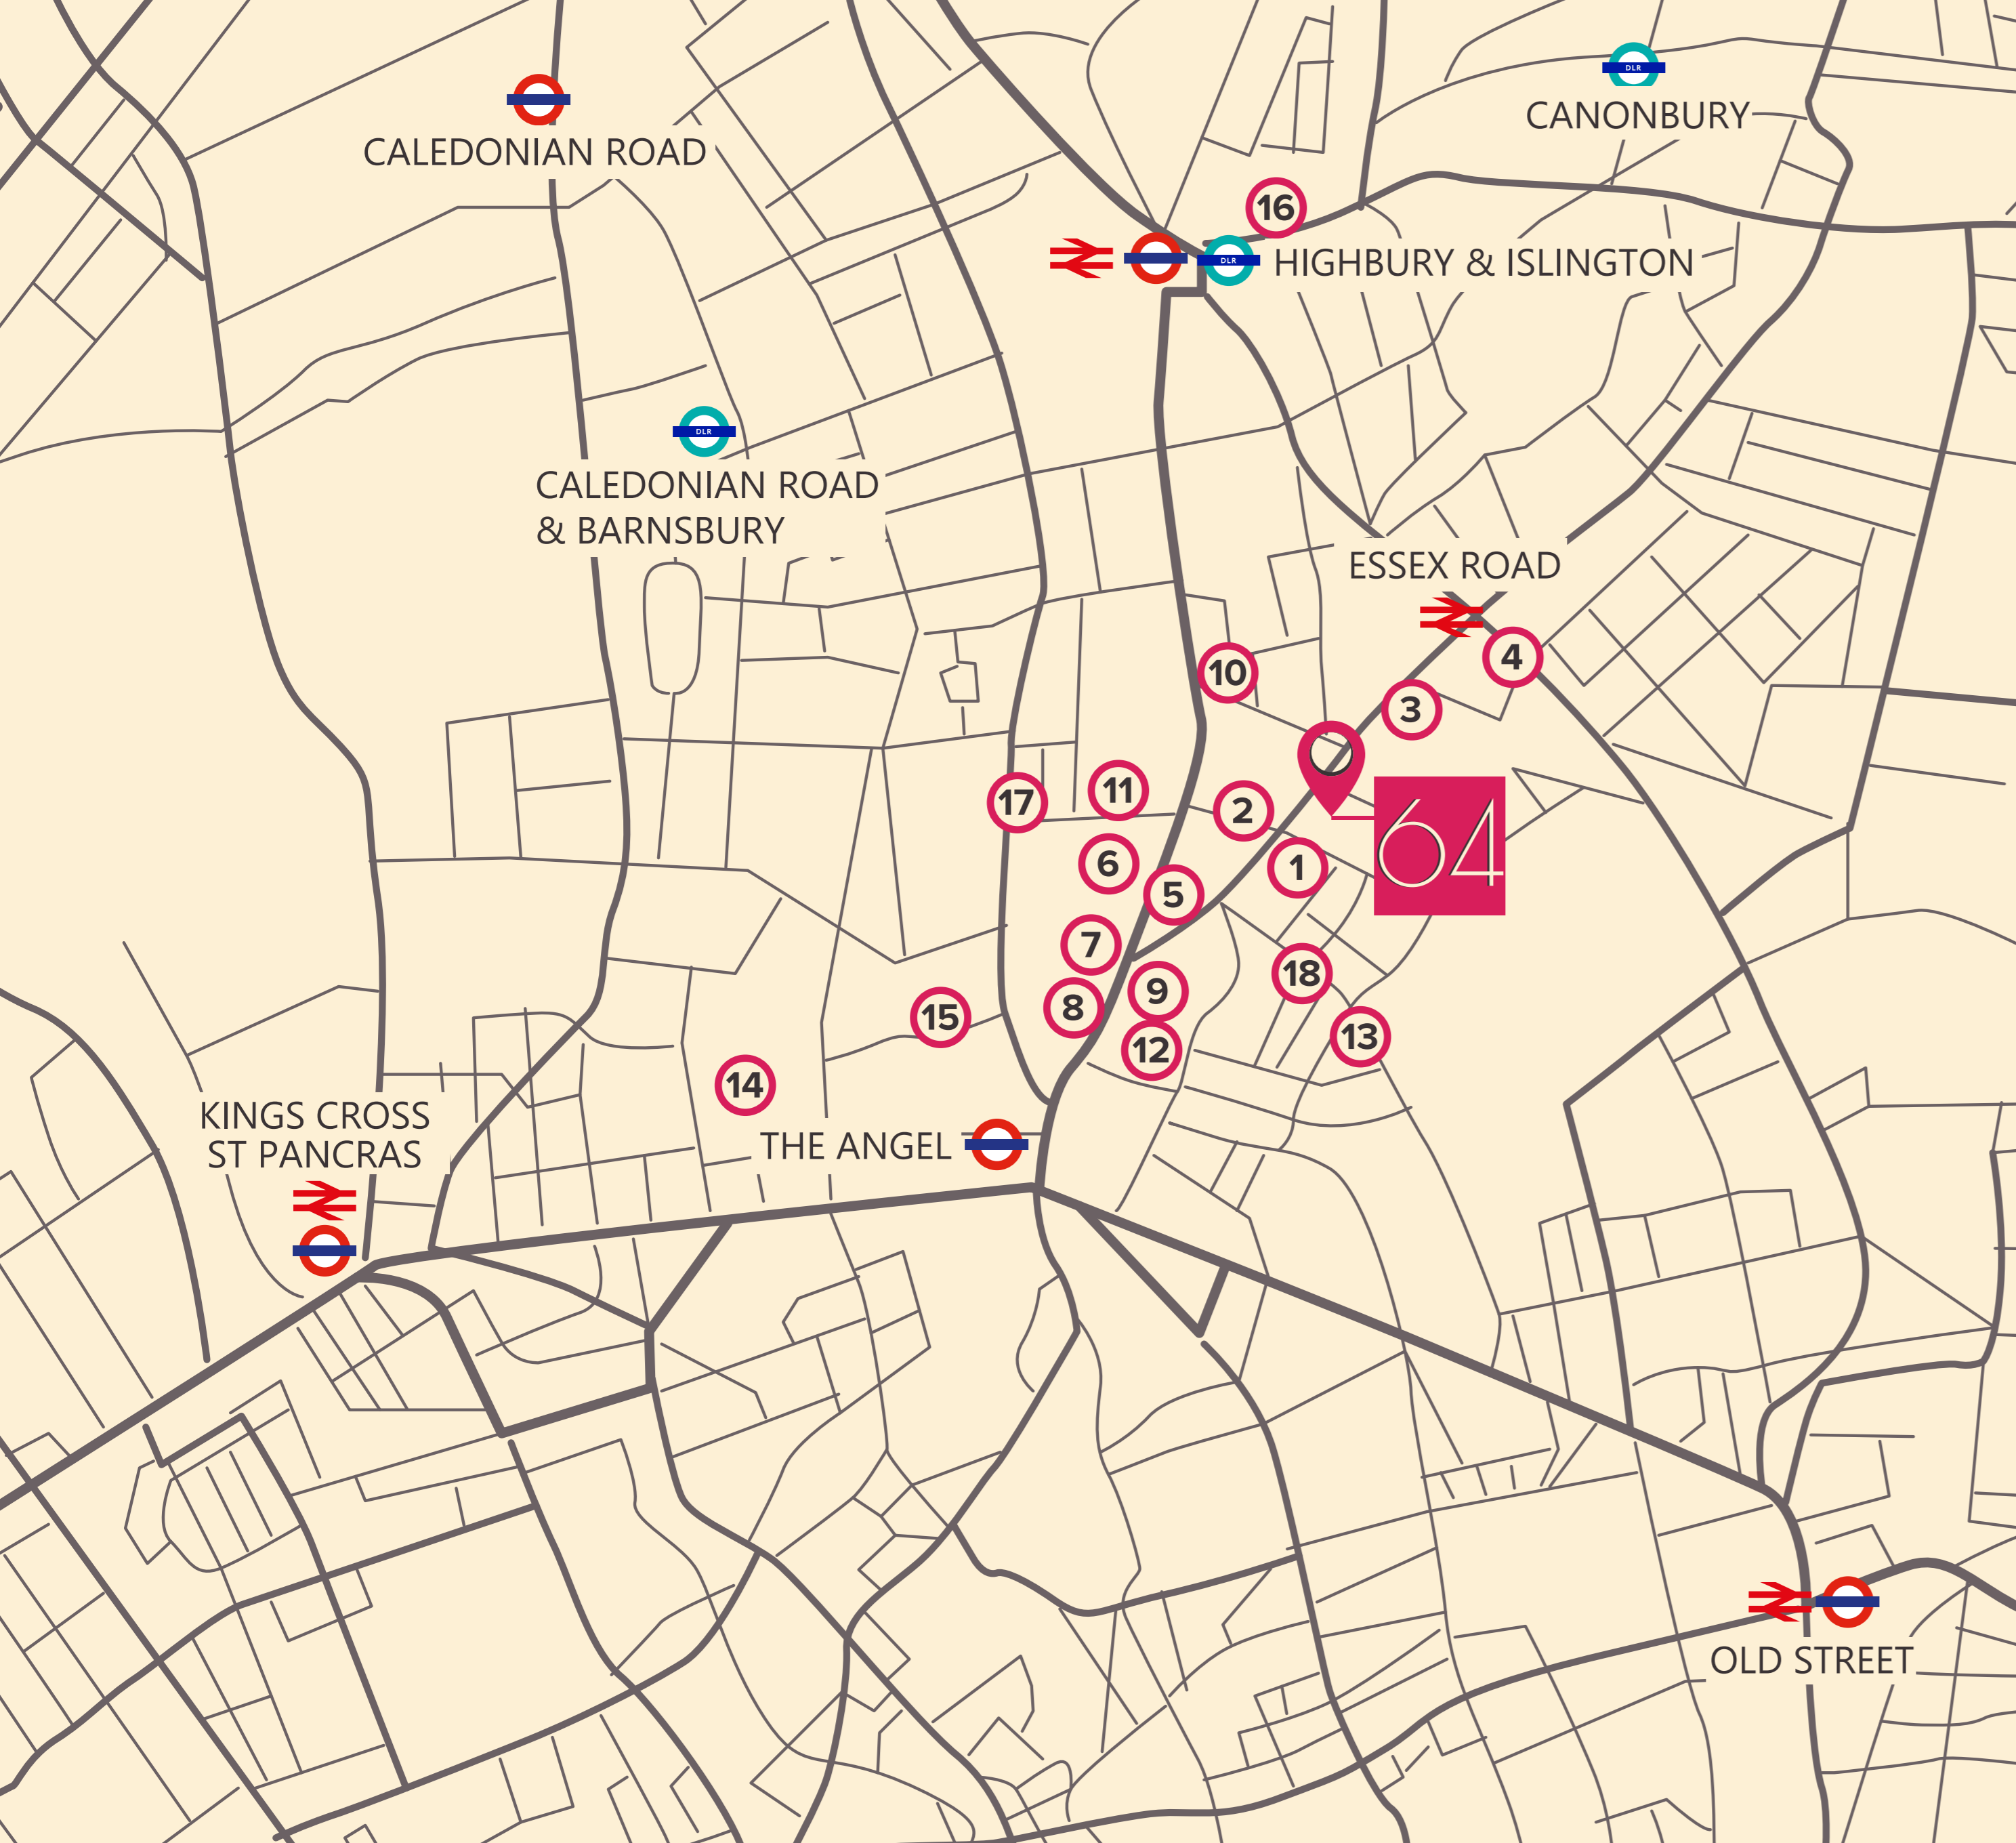 DLR
CANONBURY
CALEDONIAN ROAD
16
DLR
HIGHBURY & ISLINGTON
DLR
CALEDONIAN ROAD
& BARNSBURY
ESSEX ROAD
4
10
3
17
11
2
64
6
1
5
7
18
9
8
15
13
12
14
KINGS CROSS
ST PANCRAS
THE ANGEL
OLD STREET